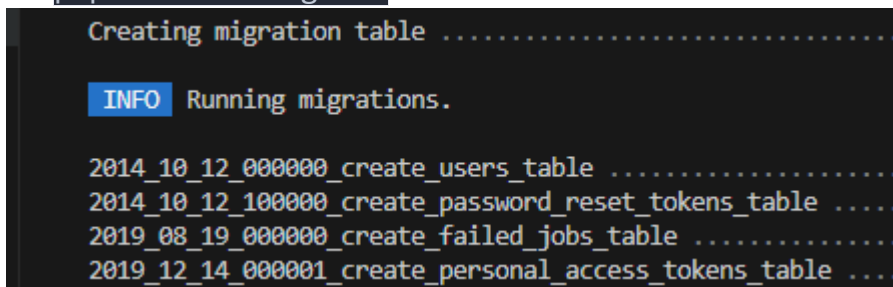 Creating migration table ..................................
INFO Running migrations.
2014_10_12_000000_create_users_table .....................
2014_10_12_100000_create_password_reset_tokens_table .....
2019_08_19_000000_create_failed_jobs_table ...............
2019_12_14_000001_create_personal_access_tokens_table ....